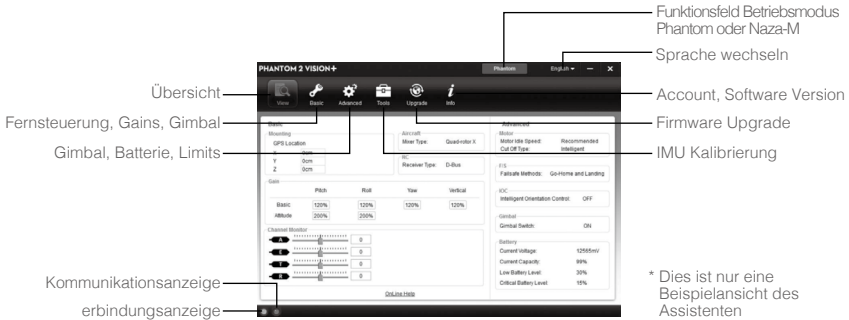 Funktionsfeld Betriebsmodus
Phantom oder Naza-M
Sprache wechseln
Account, Software Version
Firmware Upgrade
IMU Kalibrierung
Übersicht
Fernsteuerung, Gains, Gimbal
Gimbal, Batterie, Limits
Kommunikationsanzeige
erbindungsanzeige
PHANTOM 2 VISION+
Phantom
English
View Basic Advanced Tools Upgrade Info
Basic
Mounting
GPS Location
X 0cm
Y 0cm
Z 0cm
Aircraft
Mixer Type: Quad-rotor X
RC
Receiver Type: D-Bus
Gain
Pitch Roll Yaw Vertical
Basic 120% 120% 120% 120%
Attitude 200% 200%
Channel Monitor
A 0
E 0
T 0
R 0
Advanced
Motor
Motor Idle Speed: Recommended
Cut Off Type: Intelligent
F/S
Failsafe Methods: Go-Home and Landing
IOC
Intelligent Orientation Control: OFF
Gimbal
Gimbal Switch: ON
Battery
Current Voltage: 12565mV
Current Capacity: 98%
Low Battery Level: 30%
Critical Battery Level: 15%
OnLine Help
* Dies ist nur eine
Beispielansicht des
Assistenten